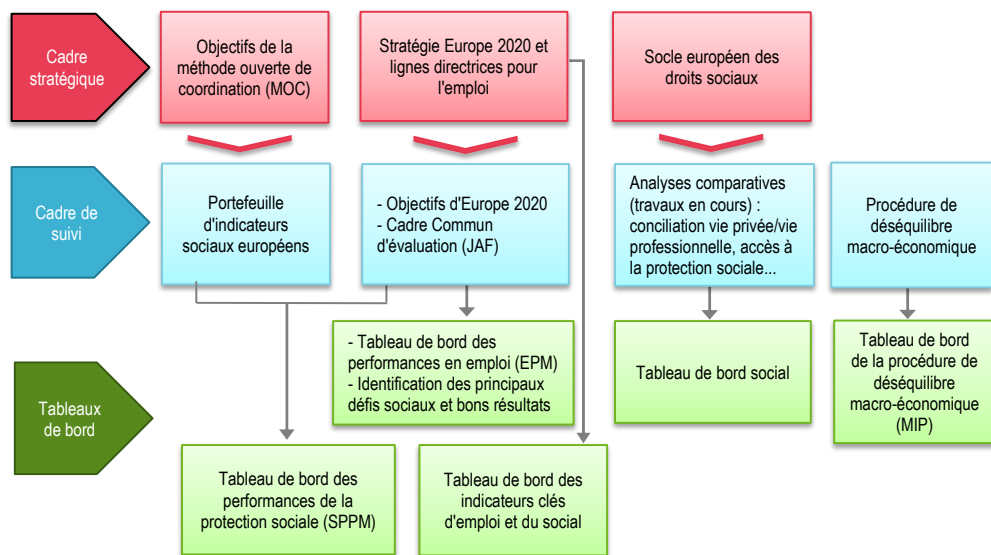 Cadre
stratégique
Objectifs de la
méthode ouverte de
coordination (MOC)
Stratégie Europe 2020 et
lignes directrices pour
l'emploi
Socle européen des
droits sociaux
Cadre de
suivi
Portefeuille
d'indicateurs
sociaux européens
- Objectifs d'Europe 2020
- Cadre Commun
d'évaluation (JAF)
Analyses comparatives
(travaux en cours) :
conciliation vie privée/vie
professionnelle, accès à
la protection sociale...
Procédure de
déséquilibre
macro-économique
Tableaux
de bord
- Tableau de bord des
performances en emploi (EPM)
- Identification des principaux
défis sociaux et bons résultats
Tableau de bord social
Tableau de bord
de la procédure de
déséquilibre
macro-économique
(MIP)
Tableau de bord des
performances de la
protection sociale (SPPM)
Tableau de bord des
indicateurs clés
d'emploi et du social